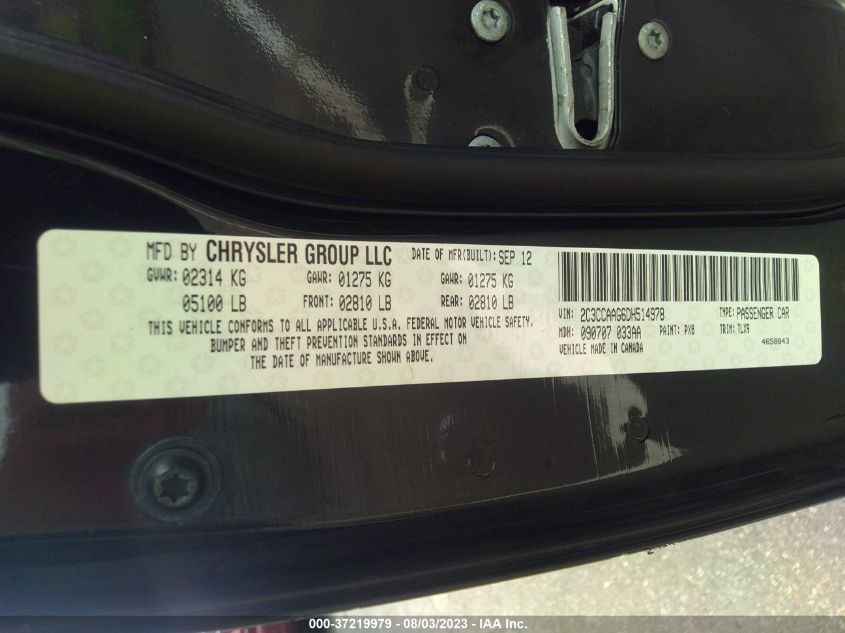 MFD BY CHRYSLER GROUP LLC DATE OF MFR(BUILT): SEP 12
GVWR: 02314 KG GAWR: 01275 KG GAWR: 01275 KG
05100 LB FRONT: 02810 LB REAR: 02810 LB
THIS VEHICLE CONFORMS TO ALL APPLICABLE U.S.A. FEDERAL MOTOR VEHICLE SAFETY,
BUMPER AND THEFT PREVENTION STANDARDS IN EFFECT ON
THE DATE OF MANUFACTURE SHOWN ABOVE.
VIN: 2C3CCAAG6DH514978 TYPE: PASSENGER CAR
MDH: 090707 033AA PAINT: PX8 TRIM: TLX9
VEHICLE MADE IN CANADA 4658843
000-37219979 - 08/03/2023 - IAA Inc.